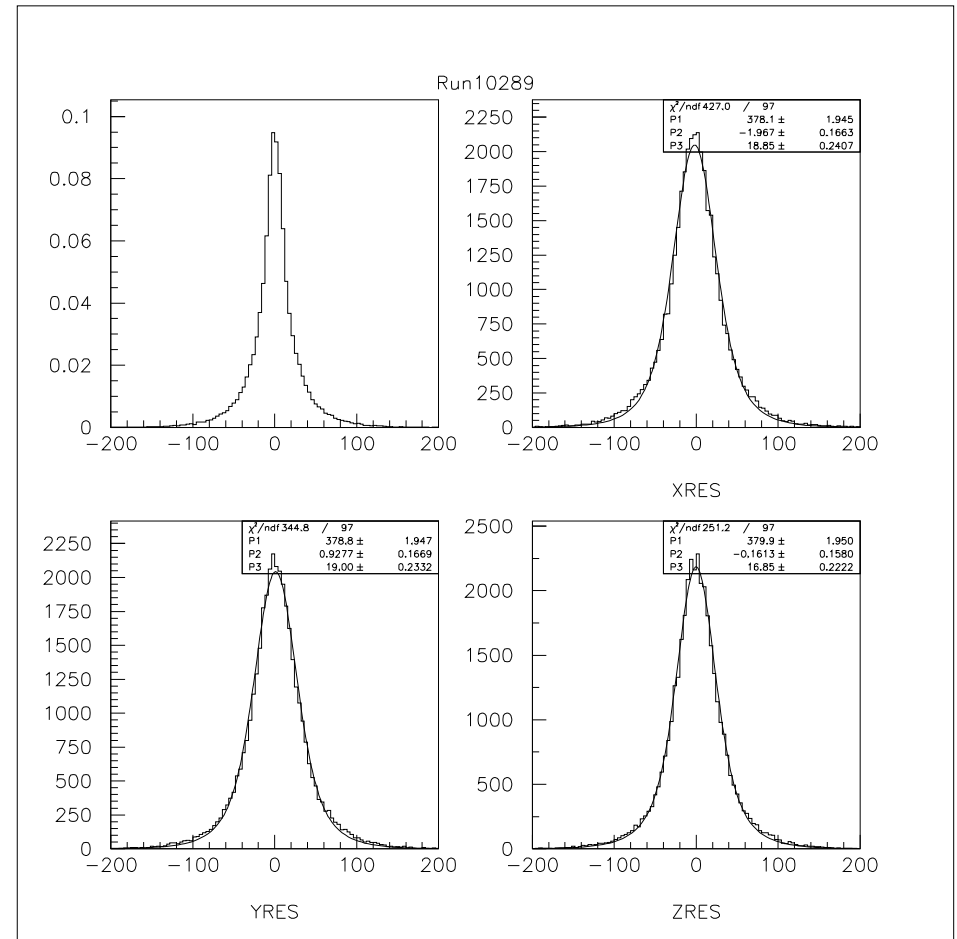 Run10289
0.1
0.08
0.06
0.04
0.02
0
−200 −100 0 100 200
χ²/ndf 427.0 / 97
P1 378.1 ± 1.945
P2 −1.967 ± 0.1663
P3 18.85 ± 0.2407
2250
2000
1750
1500
1250
1000
750
500
250
0
−200 −100 0 100 200
XRES
χ²/ndf 344.8 / 97
P1 378.8 ± 1.947
P2 0.9277 ± 0.1669
P3 19.00 ± 0.2332
2250
2000
1750
1500
1250
1000
750
500
250
0
−200 −100 0 100 200
YRES
χ²/ndf 251.2 / 97
P1 379.9 ± 1.950
P2 −0.1613 ± 0.1580
P3 16.85 ± 0.2222
2500
2000
1500
1000
500
0
−200 −100 0 100 200
ZRES